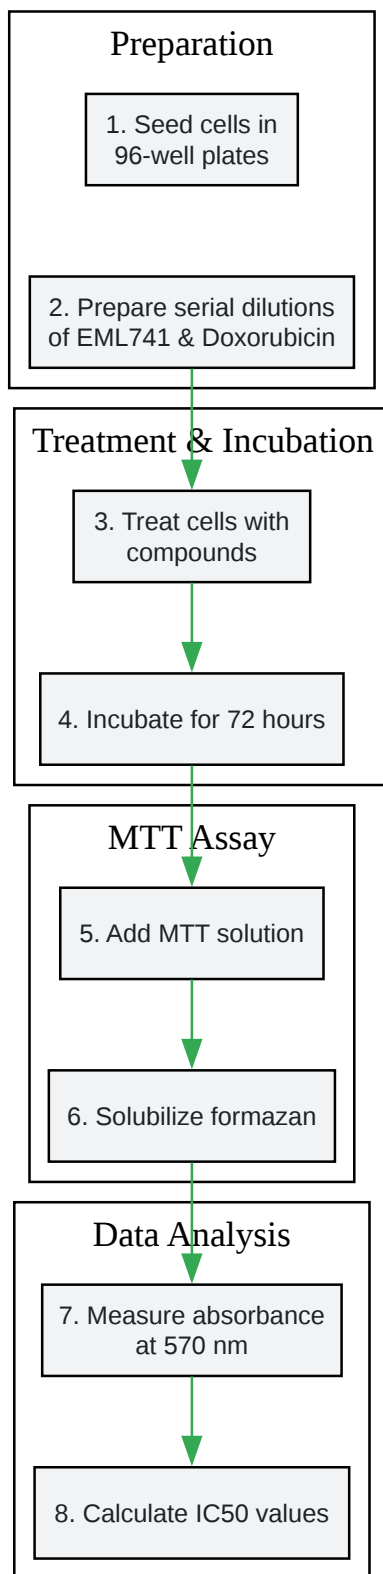 Preparation
1. Seed cells in
96-well plates
2. Prepare serial dilutions
of EML741 & Doxorubicin
Treatment & Incubation
3. Treat cells with
compounds
4. Incubate for 72 hours
MTT Assay
5. Add MTT solution
6. Solubilize formazan
Data Analysis
7. Measure absorbance
at 570 nm
8. Calculate IC50 values